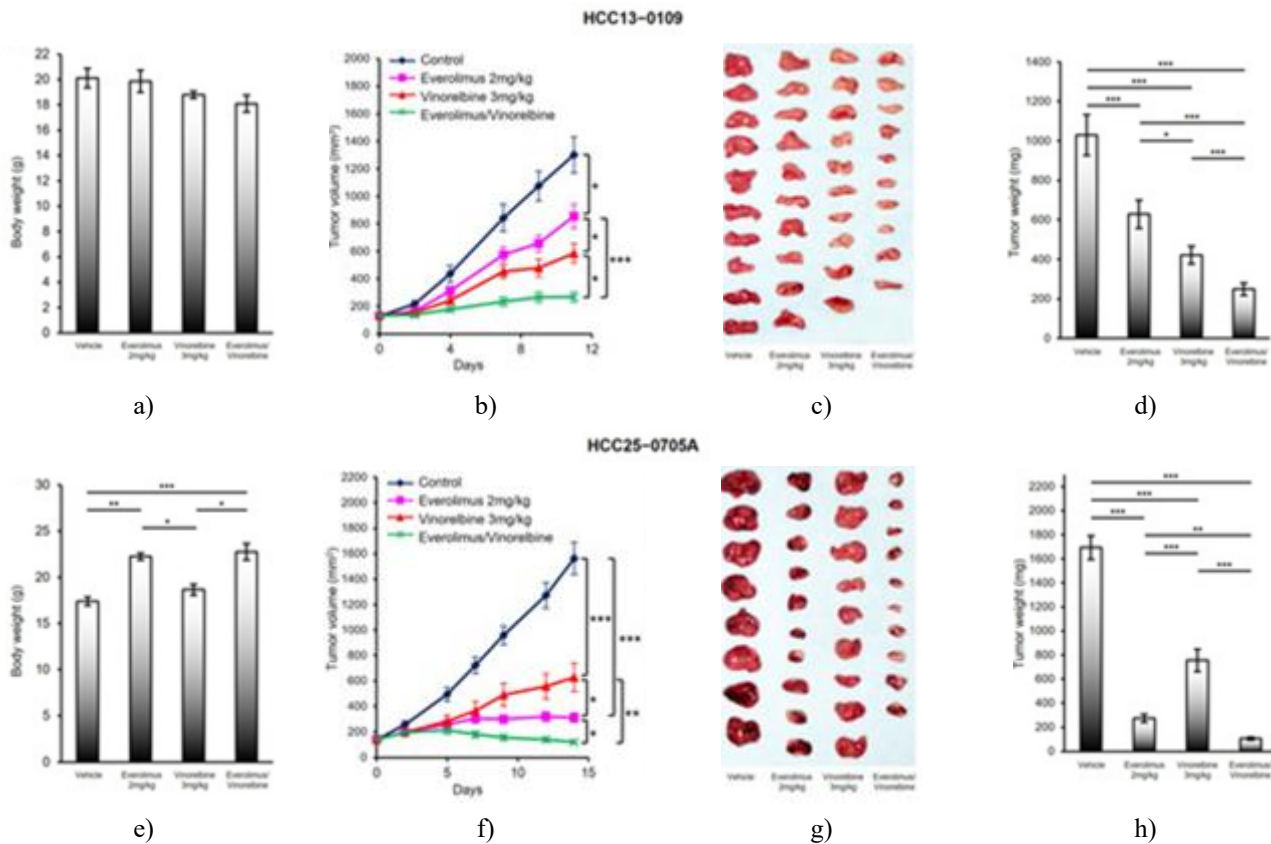 HCC13-0109
22
20
18
16
14
12
10
8
6
4
2
0
Body weight (g)
Vehicle
Everolimus 2mg/kg
Vinorelbine 3mg/kg
Everolimus/ Vinorelbine
a)
Control
Everolimus 2mg/kg
Vinorelbine 3mg/kg
Everolimus/Vinorelbine
2000
1800
1600
1400
1200
1000
800
600
400
200
0
Tumor volume (mm³)
*
*
*
***
0 4 8 12
Days
b)
Vehicle
Everolimus 2mg/kg
Vinorelbine 3mg/kg
Everolimus/ Vinorelbine
c)
1400
1200
1000
800
600
400
200
0
Tumor weight (mg)
***
***
***
***
*
***
Vehicle
Everolimus 2mg/kg
Vinorelbine 3mg/kg
Everolimus/ Vinorelbine
d)
HCC25-0705A
30
25
20
15
10
5
0
Body weight (g)
***
**
*
*
Vehicle
Everolimus 2mg/kg
Vinorelbine 3mg/kg
Everolimus/ Vinorelbine
e)
Control
Everolimus 2mg/kg
Vinorelbine 3mg/kg
Everolimus/Vinorelbine
2200
2000
1800
1600
1400
1200
1000
800
600
400
200
0
Tumor volume (mm³)
***
***
*
**
*
0 5 10 15
Days
f)
Vehicle
Everolimus 2mg/kg
Vinorelbine 3mg/kg
Everolimus/ Vinorelbine
g)
2200
2000
1800
1600
1400
1200
1000
800
600
400
200
0
Tumor weight (mg)
***
***
***
**
***
***
Vehicle
Everolimus 2mg/kg
Vinorelbine 3mg/kg
Everolimus/ Vinorelbine
h)